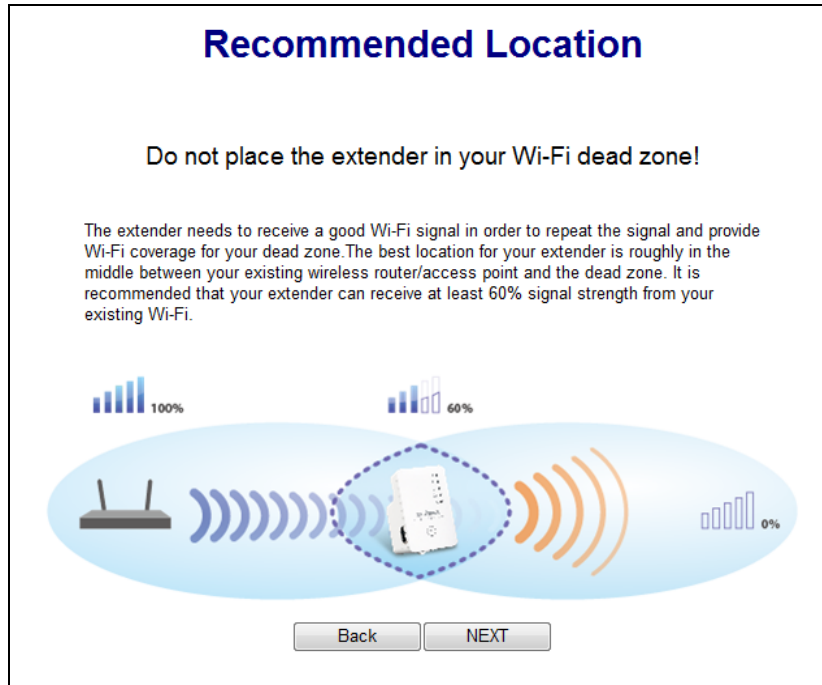 Recommended Location
Do not place the extender in your Wi-Fi dead zone!
The extender needs to receive a good Wi-Fi signal in order to repeat the signal and provide
Wi-Fi coverage for your dead zone.The best location for your extender is roughly in the
middle between your existing wireless router/access point and the dead zone. It is
recommended that your extender can receive at least 60% signal strength from your
existing Wi-Fi.
100%
60%
0%
Back
NEXT